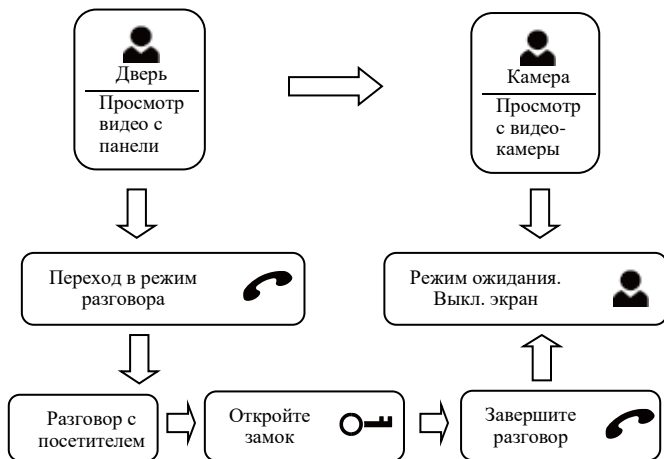 Дверь
Просмотр
видео с
панели
Камера
Просмотр
с видео-
камеры
Переход в режим
разговора
Режим ожидания.
Выкл. экран
Разговор с
посетителем
Откройте
замок
Завершите
разговор